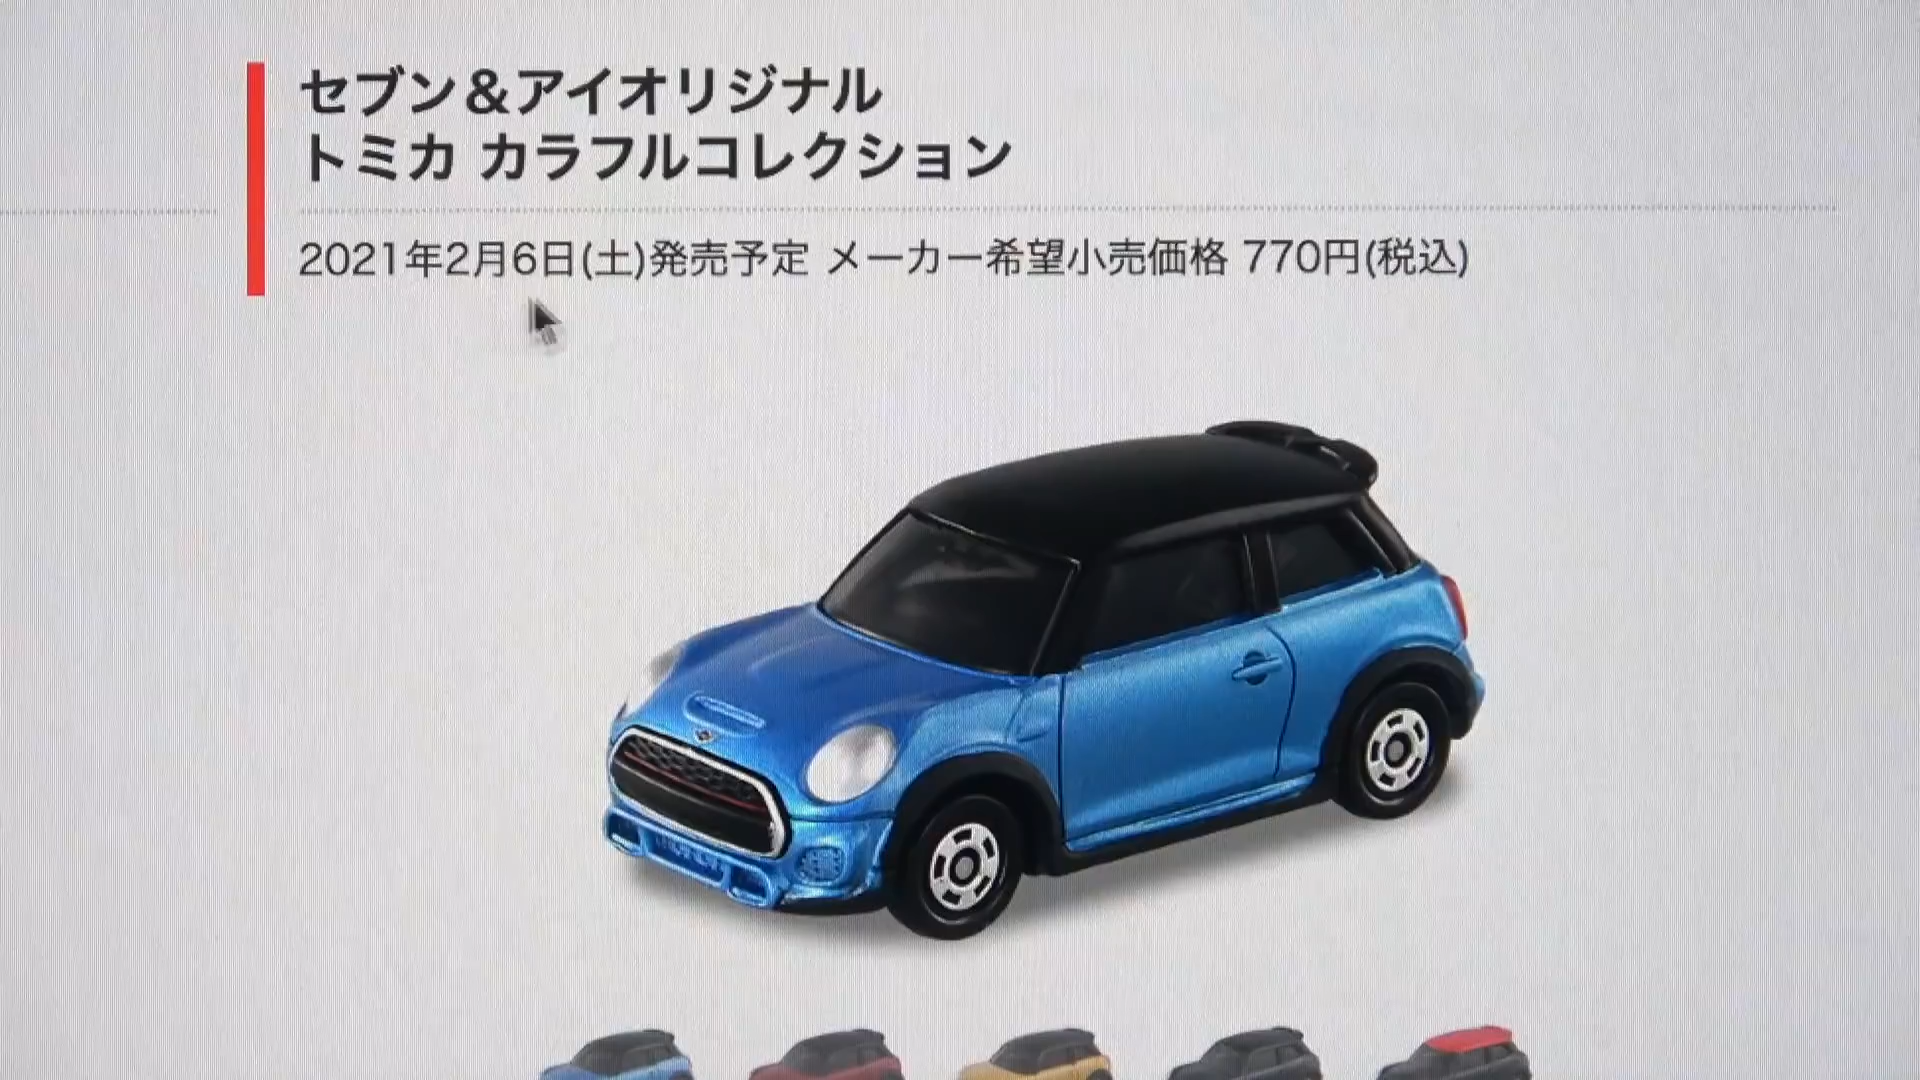 セブン＆アイオリジナル
トミカ カラフルコレクション
2021年2月6日(土)発売予定 メーカー希望小売価格 770円(税込)